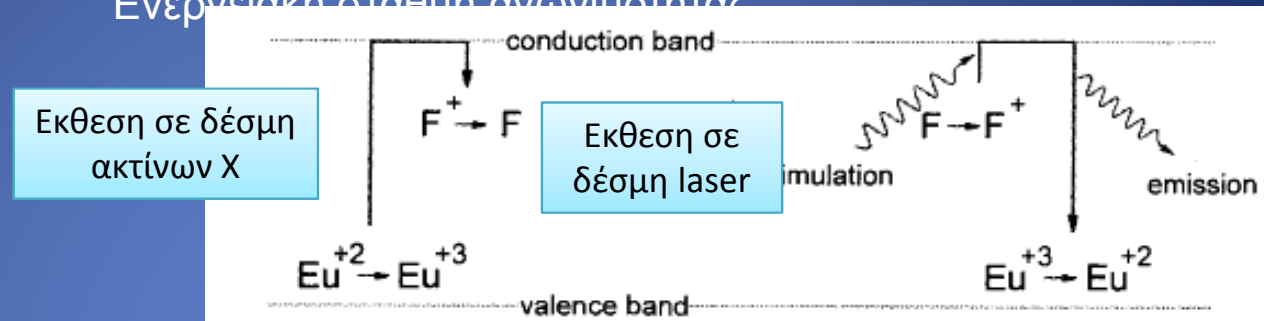 conduction band
Εκθεση σε δέσμη
ακτίνων Χ
F+ → F
Εκθεση σε
δέσμη laser
F→F+
imulation
emission
Eu+2→ Eu+3
Eu+3→ Eu+2
valence band